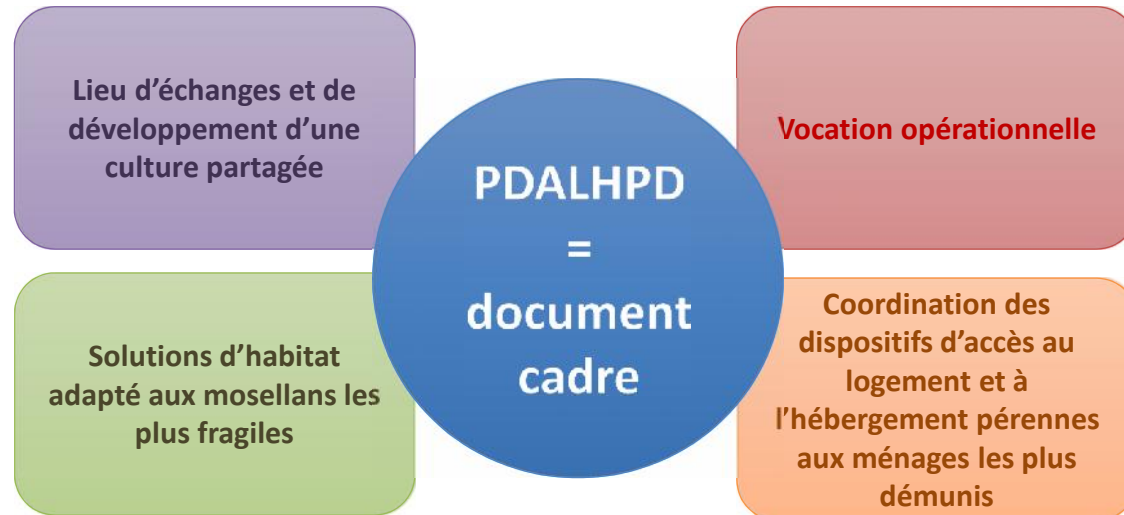 Lieu d’échanges et de
développement d’une
culture partagée
Vocation opérationnelle
PDALHPD
=
document
cadre
Solutions d’habitat
adapté aux mosellans les
plus fragiles
Coordination des
dispositifs d’accès au
logement et à
l’hébergement pérennes
aux ménages les plus
démunis